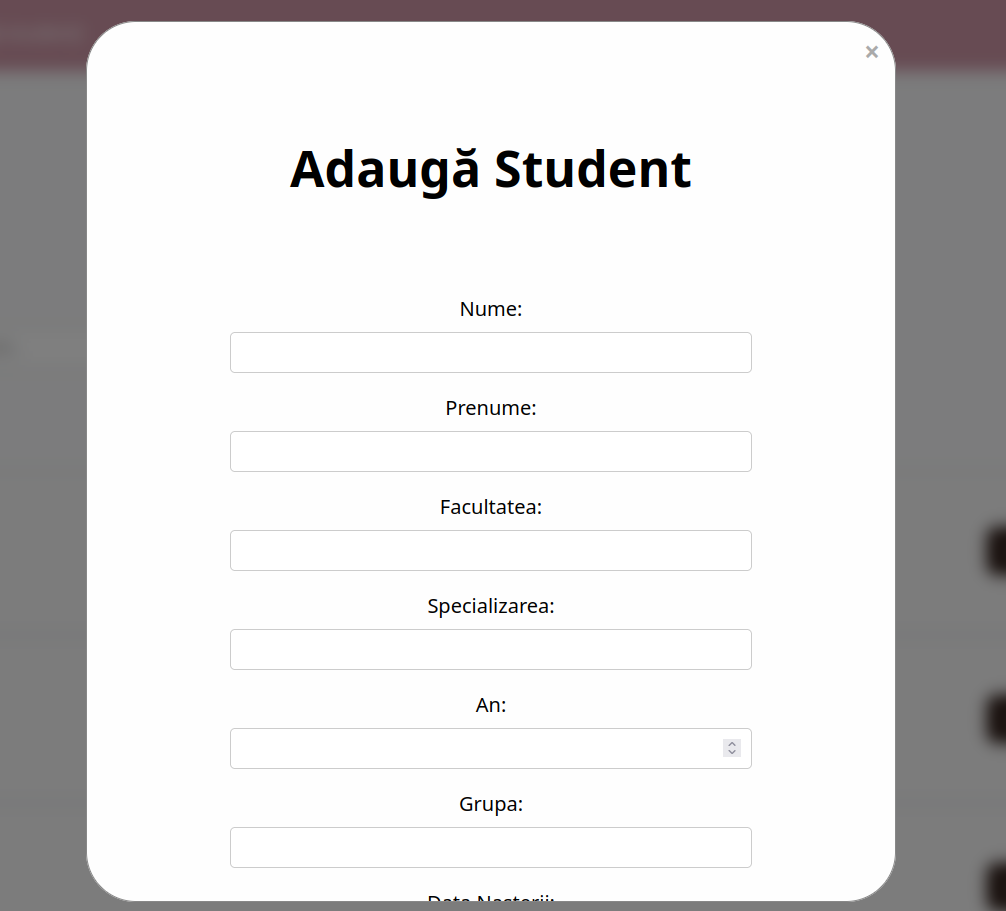 ×
Adaugă Student
Nume:
Prenume:
Facultatea:
Specializarea:
An:
Grupa: